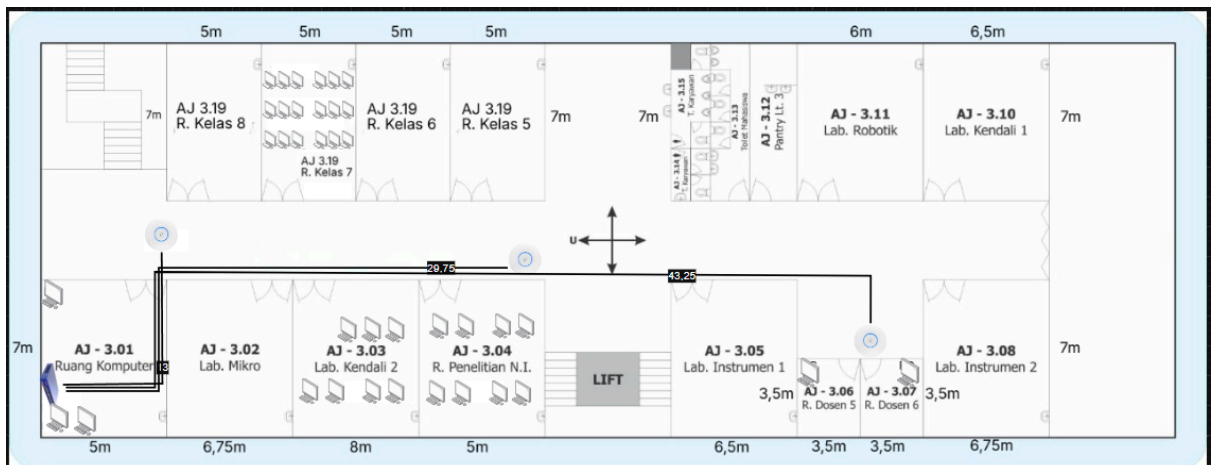 5m
5m
5m
5m
6m
6,5m
AJ 3.19
R. Kelas 8
AJ 3.19
R. Kelas 7
AJ 3.19
R. Kelas 6
AJ 3.19
R. Kelas 5
7m
7m
7m
AJ - 3.15
T. Karyawan
AJ - 3.14
T. Karyawan
AJ - 3.13
Toilet Mahasiswa
AJ - 3.12
Pantry Lt. 3
AJ - 3.11
Lab. Robotik
AJ - 3.10
Lab. Kendali 1
7m
U
29,75
43,25
7m
AJ - 3.01
Ruang Komputer
13
AJ - 3.02
Lab. Mikro
AJ - 3.03
Lab. Kendali 2
AJ - 3.04
R. Penelitian N.I.
LIFT
AJ - 3.05
Lab. Instrumen 1
3,5m
AJ - 3.06
R. Dosen 5
AJ - 3.07
R. Dosen 6
3,5m
AJ - 3.08
Lab. Instrumen 2
7m
5m
6,75m
8m
5m
6,5m
3,5m
3,5m
6,75m